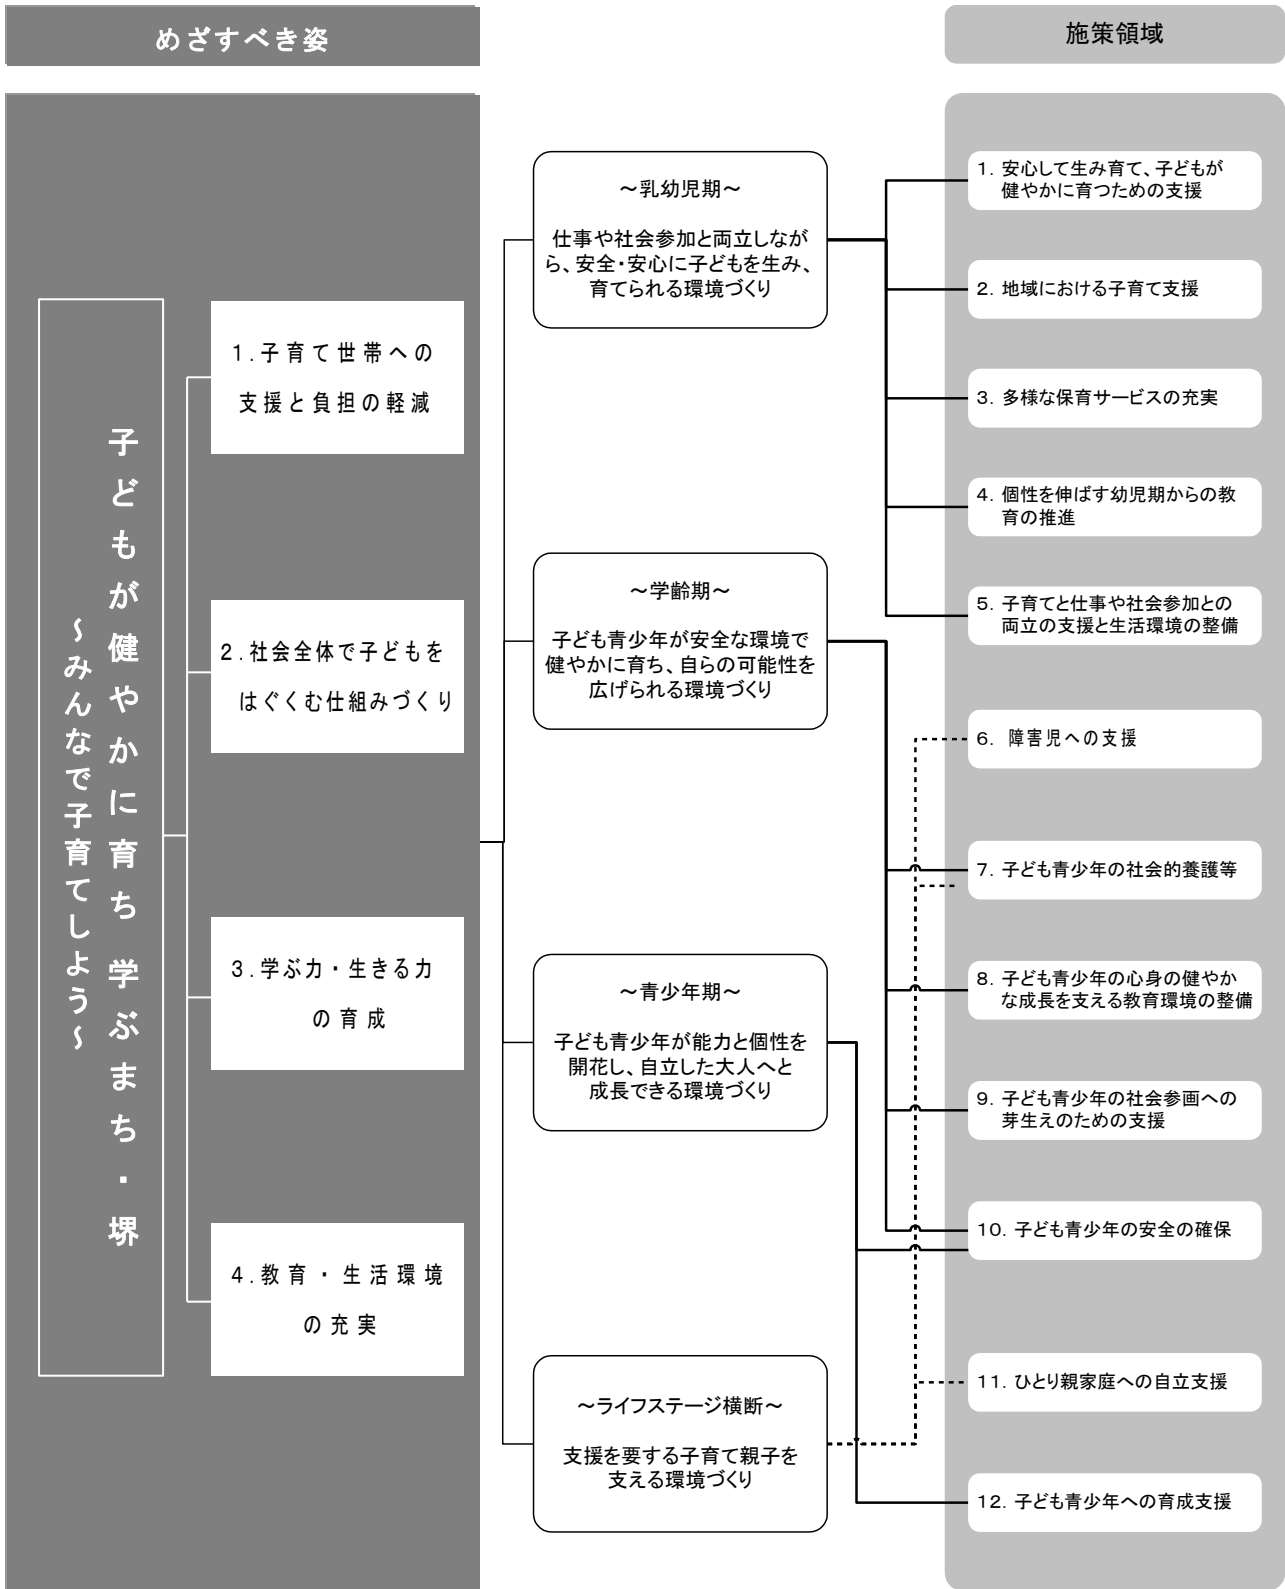 めざすべき姿
子どもが健やかに育ち 学ぶまち・堺
～みんなで子育てしよう～
1.子育て世帯への
支援と負担の軽減
2.社会全体で子どもを
はぐくむ仕組みづくり
3.学ぶ力・生きる力
の育成
4.教育・生活環境
の充実
～乳幼児期～
仕事や社会参加と両立しなが
ら、安全・安心に子どもを生み、
育てられる環境づくり
～学齢期～
子ども青少年が安全な環境で
健やかに育ち、自らの可能性を
広げられる環境づくり
～青少年期～
子ども青少年が能力と個性を
開花し、自立した大人へと
成長できる環境づくり
～ライフステージ横断～
支援を要する子育て親子を
支える環境づくり
施策領域
1. 安心して生み育て、子どもが
健やかに育つための支援
2. 地域における子育て支援
3. 多様な保育サービスの充実
4. 個性を伸ばす幼児期からの教
育の推進
5. 子育てと仕事や社会参加との
両立の支援と生活環境の整備
6. 障害児への支援
7. 子ども青少年の社会的養護等
8. 子ども青少年の心身の健やか
な成長を支える教育環境の整備
9. 子ども青少年の社会参画への
芽生えのための支援
10. 子ども青少年の安全の確保
11. ひとり親家庭への自立支援
12. 子ども青少年への育成支援